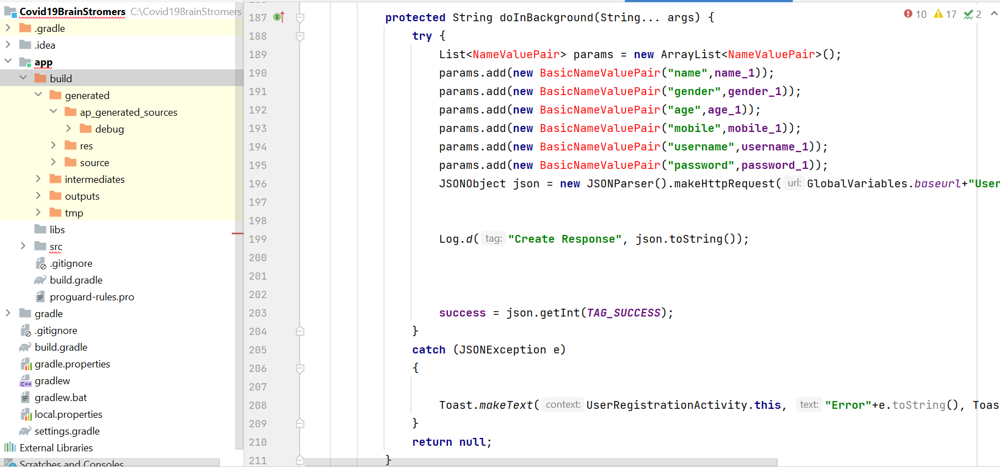 Covid19BrainStromers C:\Covid19BrainStromers
.gradle
.idea
app
build
generated
ap_generated_sources
debug
res
source
intermediates
outputs
tmp
libs
src
.gitignore
build.gradle
proguard-rules.pro
gradle
.gitignore
build.gradle
gradle.properties
gradlew
gradlew.bat
local.properties
settings.gradle
External Libraries
Scratches and Consoles
10 17 2
187 protected String doInBackground(String... args) {
188 try {
189 List<NameValuePair> params = new ArrayList<NameValuePair>();
190 params.add(new BasicNameValuePair("name",name_1));
191 params.add(new BasicNameValuePair("gender",gender_1));
192 params.add(new BasicNameValuePair("age",age_1));
193 params.add(new BasicNameValuePair("mobile",mobile_1));
194 params.add(new BasicNameValuePair("username",username_1));
195 params.add(new BasicNameValuePair("password",password_1));
196 JSONObject json = new JSONParser().makeHttpRequest( url: GlobalVariables.baseurl+"User
197
198
199 Log.d( tag: "Create Response", json.toString());
200
201
202
203 success = json.getInt(TAG_SUCCESS);
204 }
205 catch (JSONException e)
206 {
207
208 Toast.makeText( context: UserRegistrationActivity.this, text: "Error"+e.toString(), Toas
209 }
210 return null;
211 }